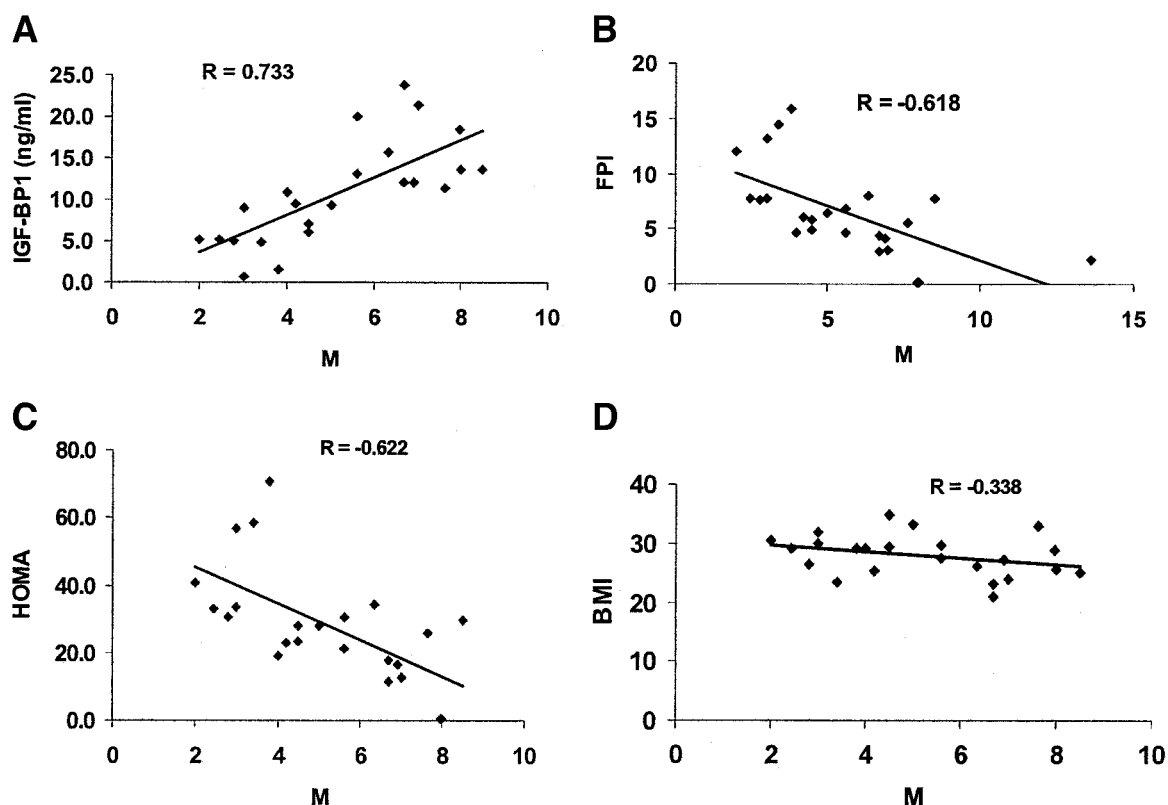 A
R = 0.733
IGF-BP1 (ng/ml)
25.0
20.0
15.0
10.0
5.0
0.0
0 2 4 6 8 10
M
B
R = -0.618
FPI
20
15
10
5
0
0 5 10 15
M
C
R = -0.622
HOMA
80.0
60.0
40.0
20.0
0.0
0 2 4 6 8 10
M
D
R = -0.338
BMI
40
30
20
10
0
0 2 4 6 8 10
M